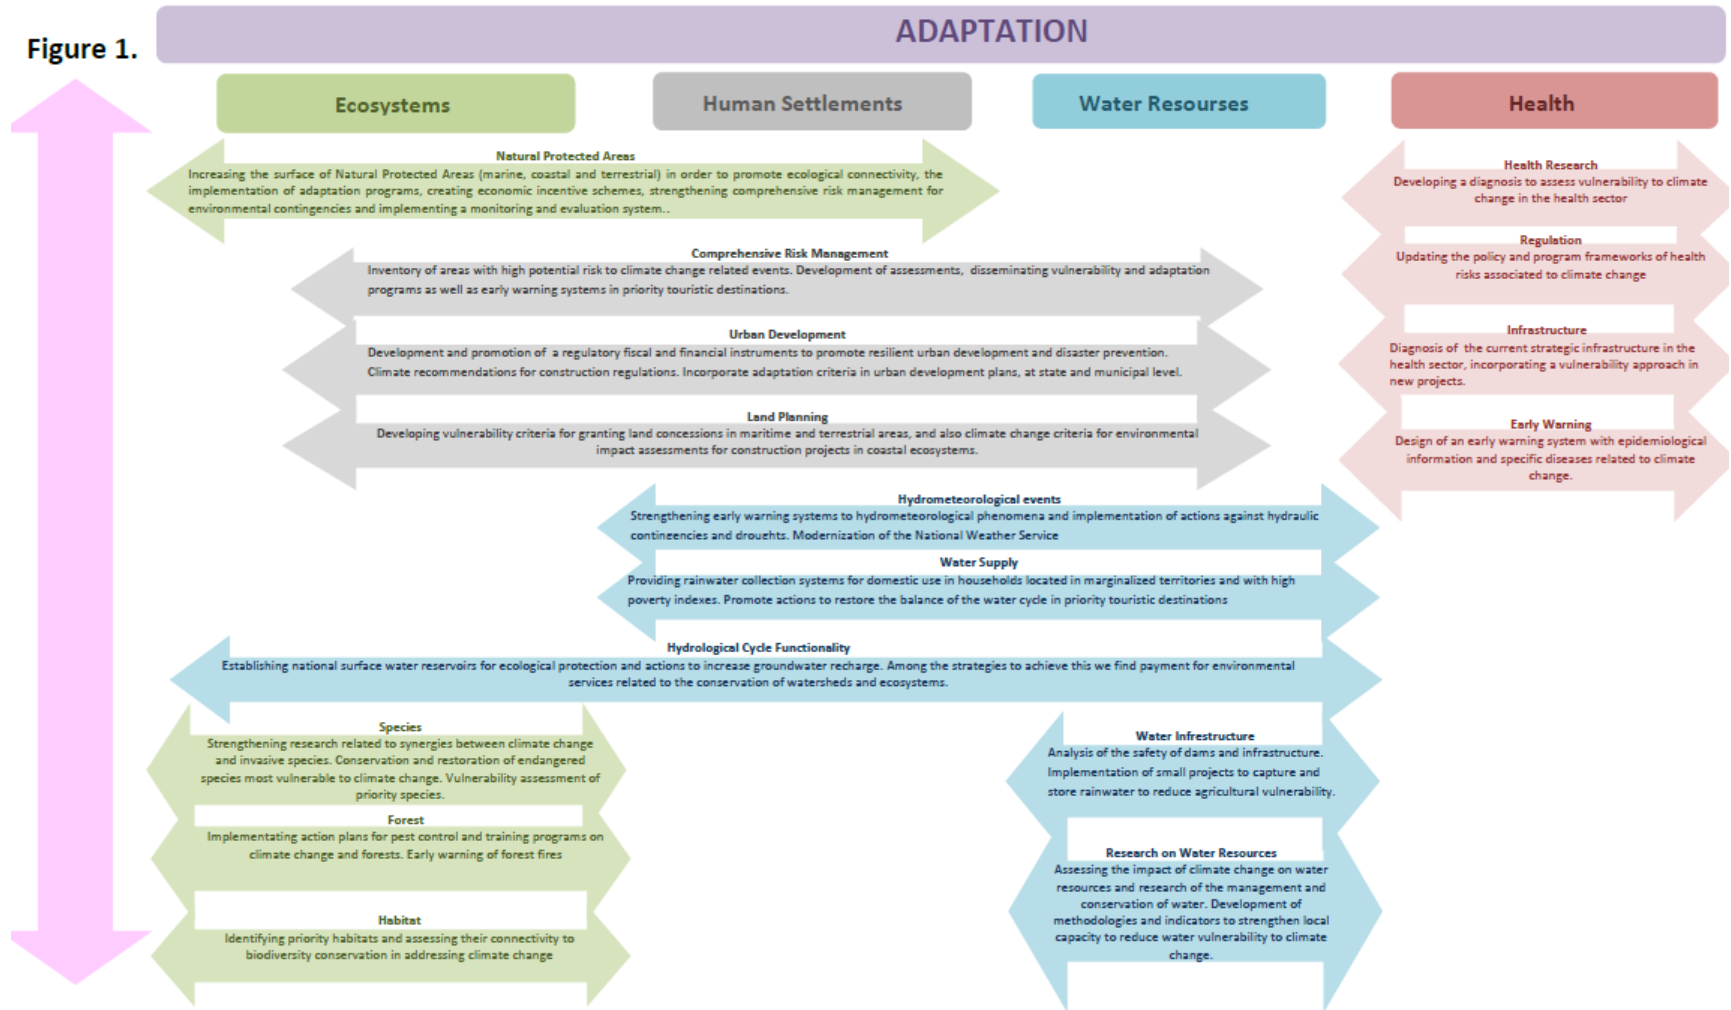 ADAPTATION
Figure 1.
Ecosystems
Human Settlements
Water Resourses
Health
Natural Protected Areas
Increasing the surface of Natural Protected Areas (marine, coastal and terrestrial) in order to promote ecological connectivity, the
implementation of adaptation programs, creating economic incentive schemes, strengthening comprehensive risk management for
environmental contingencies and implementing a monitoring and evaluation system..
Health Research
Developing a diagnosis to assess vulnerability to climate
change in the health sector
Regulation
Updating the policy and program frameworks of health
risks associated to climate change
Infrastructure
Diagnosis of the current strategic infrastructure in the
health sector, incorporating a vulnerability approach in
new projects.
Early Warning
Design of an early warning system with epidemiological
information and specific diseases related to climate
change.
Comprehensive Risk Management
Inventory of areas with high potential risk to climate change related events. Development of assessments, disseminating vulnerability and adaptation
programs as well as early warning systems in priority touristic destinations.
Urban Development
Development and promotion of a regulatory fiscal and financial instruments to promote resilient urban development and disaster prevention.
Climate recommendations for construction regulations. Incorporate adaptation criteria in urban development plans, at state and municipal level.
Land Planning
Developing vulnerability criteria for granting land concessions in maritime and terrestrial areas, and also climate change criteria for environmental
impact assessments for construction projects in coastal ecosystems.
Hydrometeorological events
Strengthening early warning systems to hydrometeorological phenomena and implementation of actions against hydraulic
contingencies and droughts. Modernization of the National Weather Service
Water Supply
Providing rainwater collection systems for domestic use in households located in marginalized territories and with high
poverty indexes. Promote actions to restore the balance of the water cycle in priority touristic destinations
Hydrological Cycle Functionality
Establishing national surface water reservoirs for ecological protection and actions to increase groundwater recharge. Among the strategies to achieve this we find payment for environmental
services related to the conservation of watersheds and ecosystems.
Species
Strengthening research related to synergies between climate change
and invasive species. Conservation and restoration of endangered
species most vulnerable to climate change. Vulnerability assessment of
priority species.
Forest
Implementating action plans for pest control and training programs on
climate change and forests. Early warning of forest fires
Habitat
Identifying priority habitats and assessing their connectivity to
biodiversity conservation in addressing climate change
Water Infrestructure
Analysis of the safety of dams and infrastructure.
Implementation of small projects to capture and
store rainwater to reduce agricultural vulnerability.
Research on Water Resources
Assessing the impact of climate change on water
resources and research of the management and
conservation of water. Development of
methodologies and indicators to strengthen local
capacity to reduce water vulnerability to climate
change.